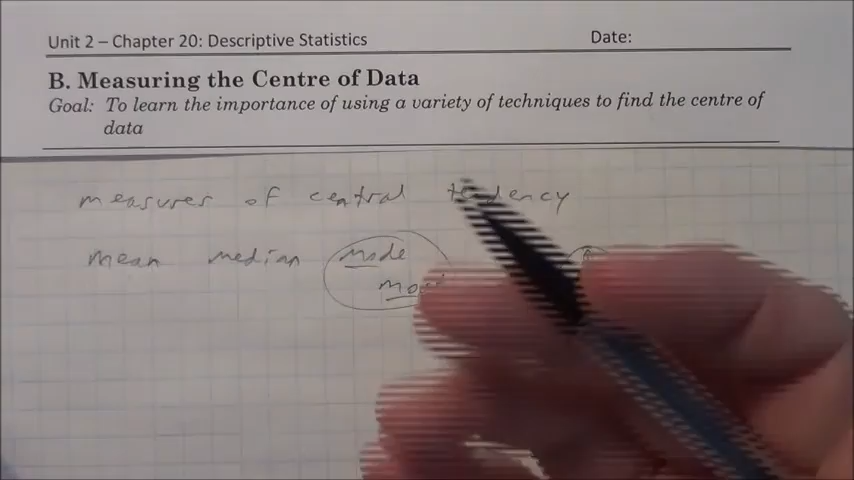 Unit 2 – Chapter 20: Descriptive Statistics Date:
B. Measuring the Centre of Data
Goal: To learn the importance of using a variety of techniques to find the centre of
data
measures of central tendency
mean median mode